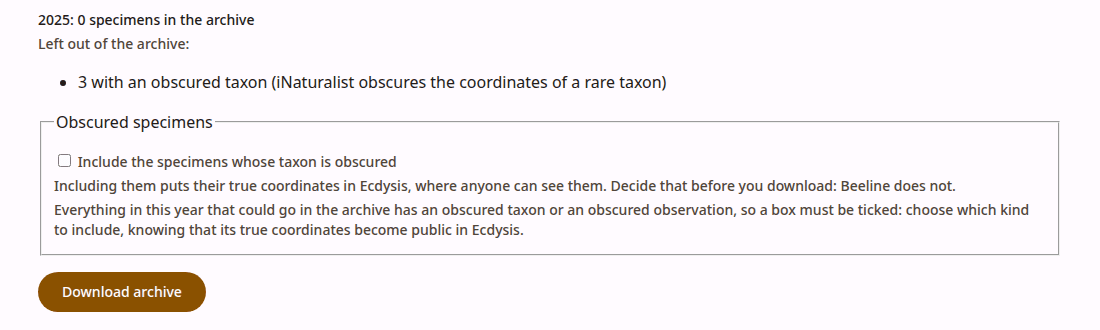 2025: 0 specimens in the archive
Left out of the archive:
3 with an obscured taxon (iNaturalist obscures the coordinates of a rare taxon)
Obscured specimens
Include the specimens whose taxon is obscured
Including them puts their true coordinates in Ecdysis, where anyone can see them. Decide that before you download: Beeline does not.
Everything in this year that could go in the archive has an obscured taxon or an obscured observation, so a box must be ticked: choose which kind
to include, knowing that its true coordinates become public in Ecdysis.
Download archive